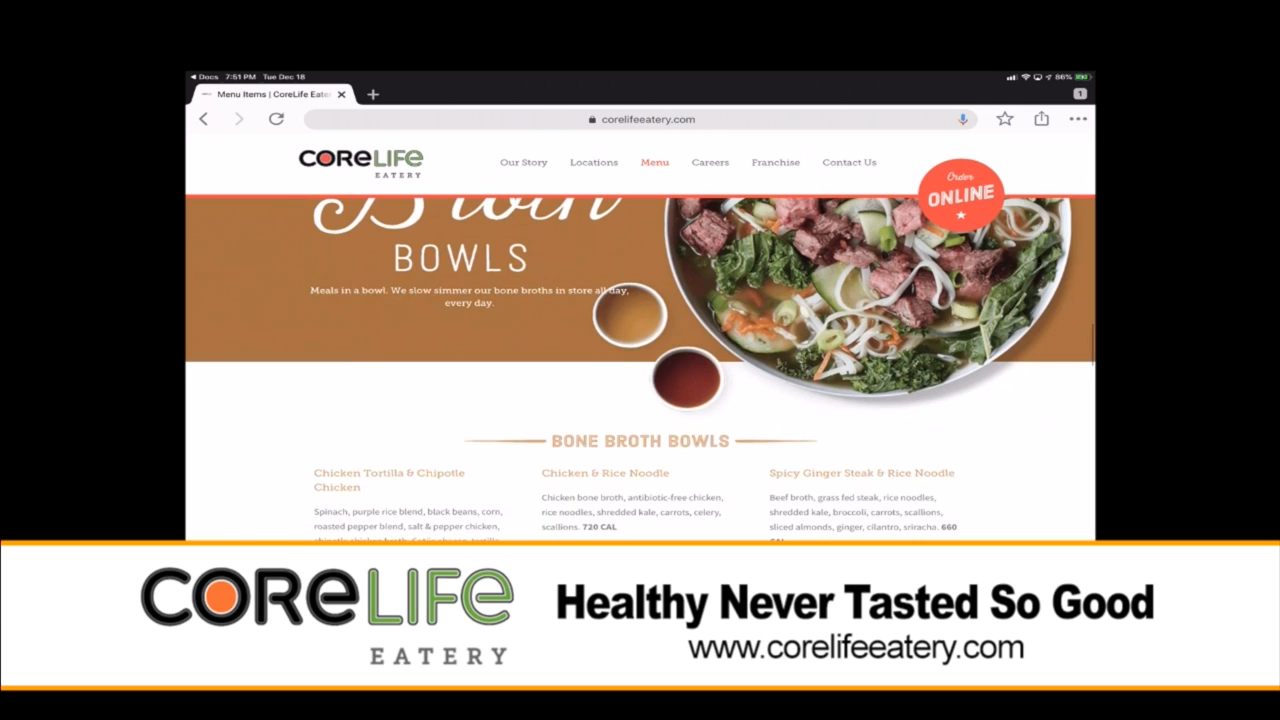 Docs 7:51 PM Tue Dec 18
86%
Menu Items | CoreLife Eater
1
corelifeeatery.com
CORELIFE
EATERY
Our Story Locations Menu Careers Franchise Contact Us
Order
ONLINE
Broth
BOWLS
Meals in a bowl. We slow simmer our bone broths in store all day,
every day.
BONE BROTH BOWLS
Chicken Tortilla & Chipotle
Chicken
Spinach, purple rice blend, black beans, corn,
roasted pepper blend, salt & pepper chicken,
Chicken & Rice Noodle
Chicken bone broth, antibiotic-free chicken,
rice noodles, shredded kale, carrots, celery,
scallions. 720 CAL
Spicy Ginger Steak & Rice Noodle
Beef broth, grass fed steak, rice noodles,
shredded kale, broccoli, carrots, scallions,
sliced almonds, ginger, cilantro, sriracha. 660
CORELIFE
EATERY
Healthy Never Tasted So Good
www.corelifeeatery.com